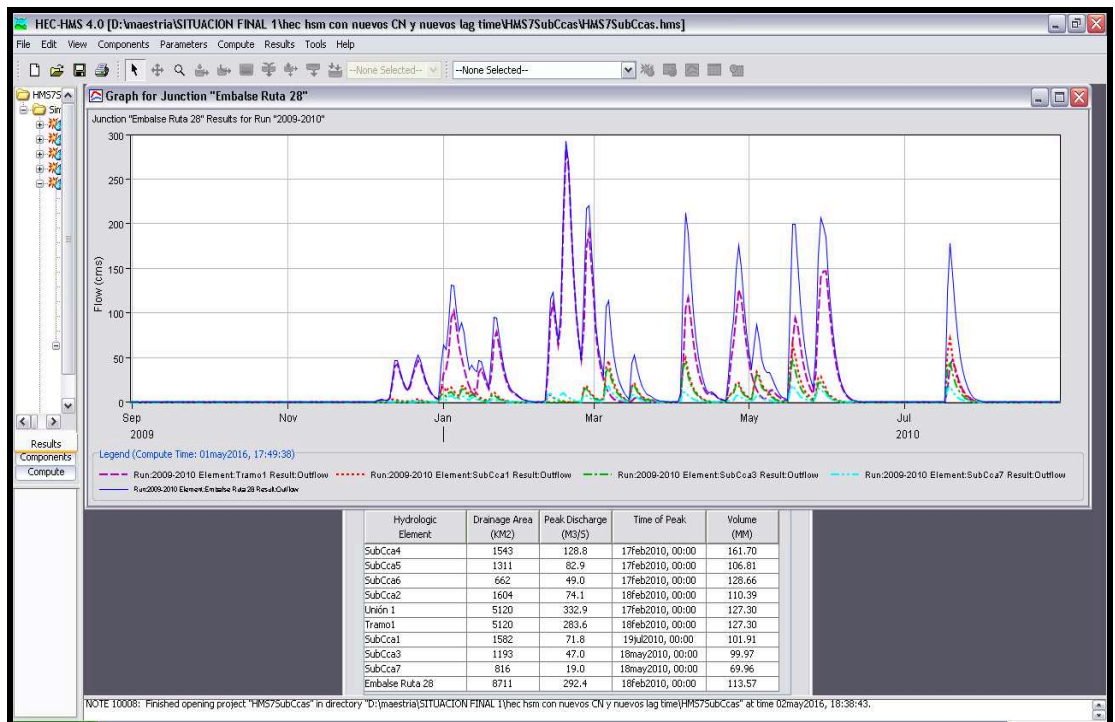 HEC-HMS 4.0 [D:\maestria\SITUACION FINAL 1\hec hsm con nuevos CN y nuevos lag time\HMS7SubCcas\HMS7SubCcas.hms]
File Edit View Components Parameters Compute Results Tools Help
--None Selected-- --None Selected--
HMS7S
Sim
Graph for Junction "Embalse Ruta 28"
Junction "Embalse Ruta 28" Results for Run "2009-2010"
Flow (cms)
300
250
200
150
100
50
0
Sep Nov Jan Mar May Jul
2009 2010
Legend (Compute Time: 01may2016, 17:49:38)
Run:2009-2010 Element:Tramo1 Result:Outflow Run:2009-2010 Element:SubCca1 Result:Outflow Run:2009-2010 Element:SubCca3 Result:Outflow Run:2009-2010 Element:SubCca7 Result:Outflow
Run:2009-2010 Element:Embalse Ruta 28 Result:Outflow
Results
Components
Compute
Hydrologic Element Drainage Area (KM2) Peak Discharge (M3/S) Time of Peak Volume (MM)
SubCca4 1543 128.8 17feb2010, 00:00 161.70
SubCca5 1311 82.9 17feb2010, 00:00 106.81
SubCca6 662 49.0 17feb2010, 00:00 128.66
SubCca2 1604 74.1 18feb2010, 00:00 110.39
Unión 1 5120 332.9 17feb2010, 00:00 127.30
Tramo1 5120 283.6 18feb2010, 00:00 127.30
SubCca1 1582 71.8 19jul2010, 00:00 101.91
SubCca3 1193 47.0 18may2010, 00:00 99.97
SubCca7 816 19.0 18may2010, 00:00 69.96
Embalse Ruta 28 8711 292.4 18feb2010, 00:00 113.57
NOTE 10008: Finished opening project "HMS7SubCcas" in directory "D:\maestria\SITUACION FINAL 1\hec hsm con nuevos CN y nuevos lag time\HMS7SubCcas" at time 02may2016, 18:38:43.